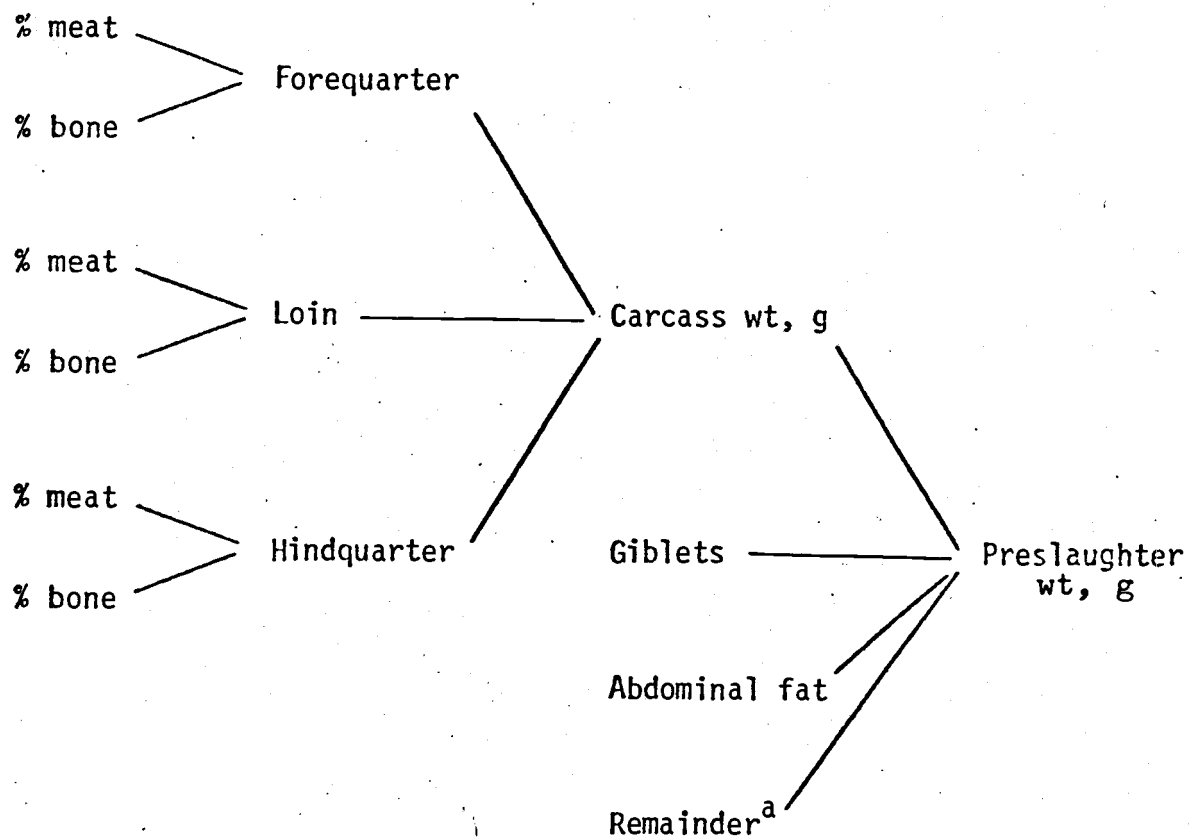 % meat
Forequarter
% bone
% meat
Loin
Carcass wt, g
% bone
% meat
Hindquarter
Giblets
Preslaughter
wt, g
% bone
Abdominal fat
Remainder^a